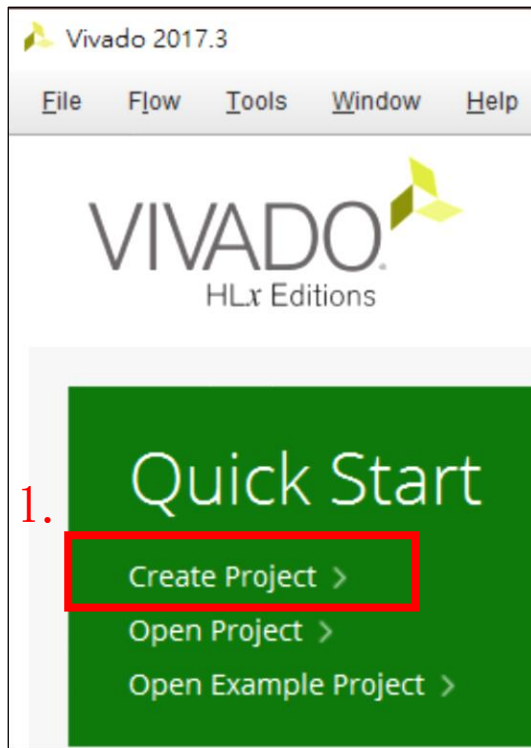 Vivado 2017.3
File Flow Tools Window Help
VIVADO.
HLx Editions
Quick Start
1.
Create Project >
Open Project >
Open Example Project >